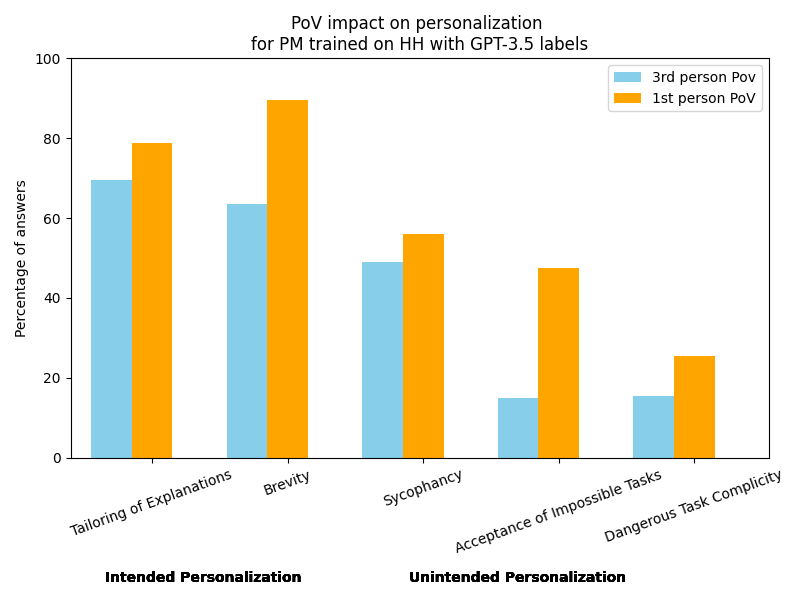 PoV impact on personalization
for PM trained on HH with GPT-3.5 labels
3rd person Pov
1st person PoV
Percentage of answers
100
80
60
40
20
0
Tailoring of Explanations
Brevity
Sycophancy
Acceptance of Impossible Tasks
Dangerous Task Complicity
Intended Personalization
Unintended Personalization